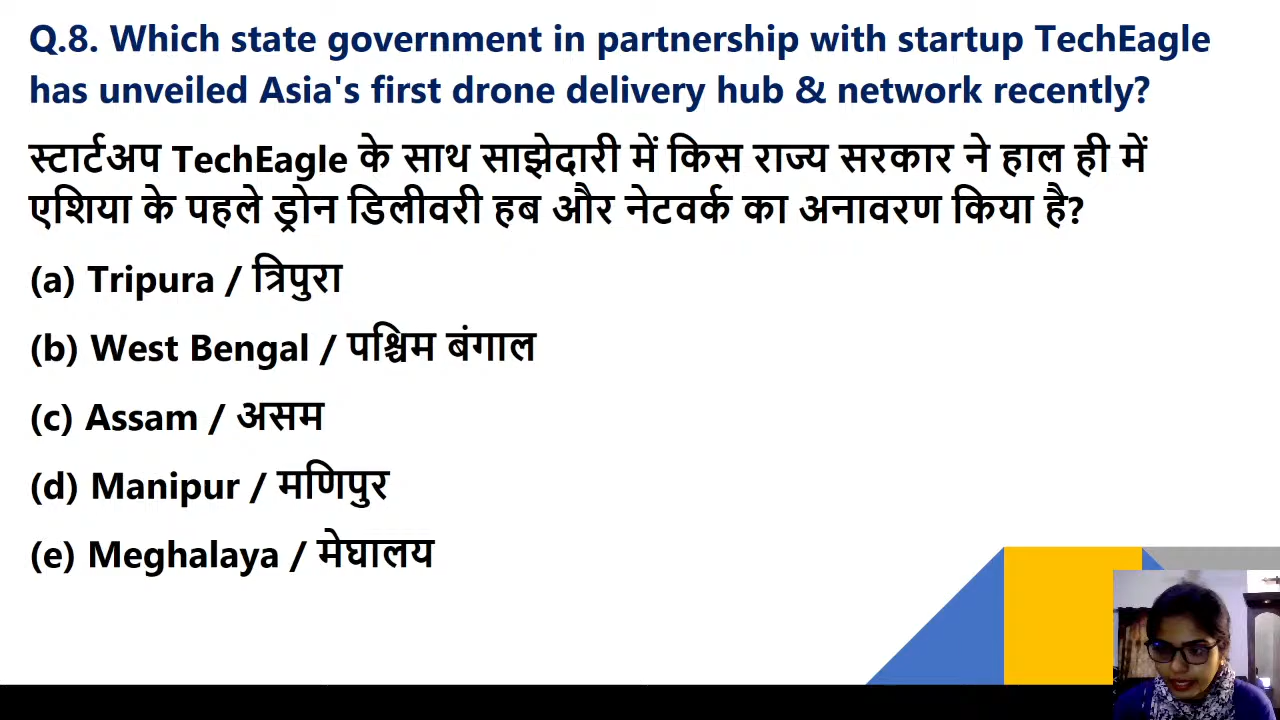 Q.8. Which state government in partnership with startup TechEagle
has unveiled Asia's first drone delivery hub & network recently?
स्टार्टअप TechEagle के साथ साझेदारी में किस राज्य सरकार ने हाल ही में
एशिया के पहले ड्रोन डिलीवरी हब और नेटवर्क का अनावरण किया है?
(a) Tripura / त्रिपुरा
(b) West Bengal / पश्चिम बंगाल
(c) Assam / असम
(d) Manipur / मणिपुर
(e) Meghalaya / मेघालय